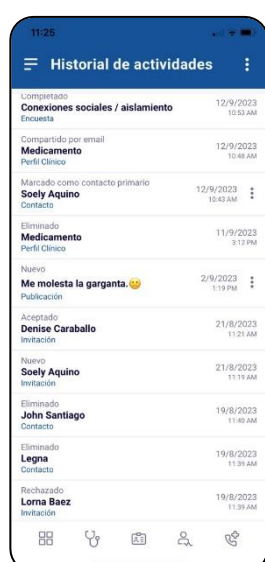 11:25
Historial de actividades
Completado
Conexiones sociales / aislamiento
Encuesta
12/9/2023
10:53 AM
Compartido por email
Medicamento
Perfil Clínico
12/9/2023
10:48 AM
Marcado como contacto primario
Soely Aquino
Contacto
12/9/2023
10:43 AM
Eliminado
Medicamento
Perfil Clínico
11/9/2023
3:12 PM
Nuevo
Me molesta la garganta.
Publicación
2/9/2023
1:19 PM
Aceptado
Denise Caraballo
Invitación
21/8/2023
11:21 AM
Nuevo
Soely Aquino
Invitación
21/8/2023
11:19 AM
Eliminado
John Santiago
Contacto
19/8/2023
11:40 AM
Eliminado
Legna
Contacto
19/8/2023
11:39 AM
Rechazado
Lorna Baez
Invitación
19/8/2023
11:39 AM